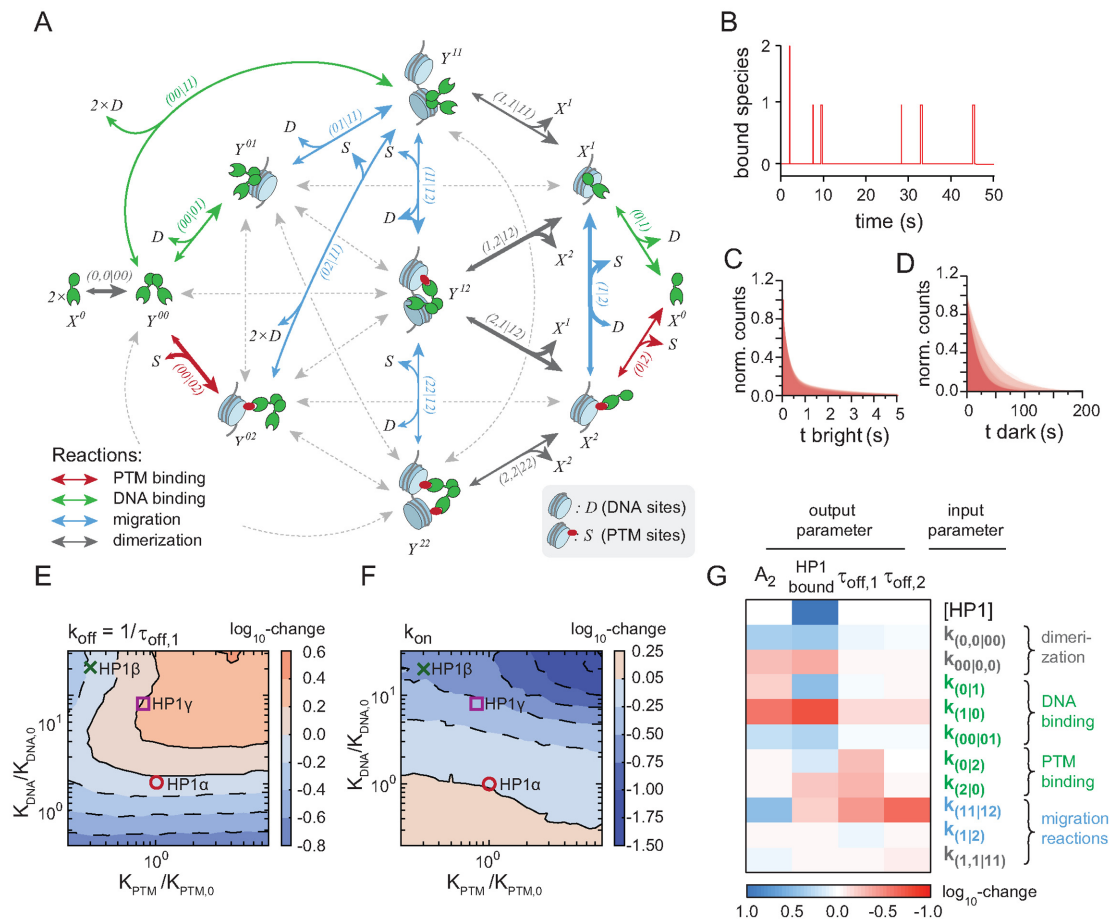 A
Y11
(00|11)
2×D
(01|11)
D
S
S
(1,1|11)
X1
Y01
(11|12)
X1
D
(00|01)
D
(02|11)
(1,2|12)
X2
(0|1)
D
S
(0,0|00)
2×
X0
Y00
Y12
(1|2)
X0
2×D
(2,1|12)
X1
D
S
(00|02)
S
(0|2)
(22|12)
D
Y02
X2
(2,2|22)
X2
Y22
Reactions:
PTM binding
DNA binding
migration
dimerization
: D (DNA sites)
: S (PTM sites)
B
bound species
2
1
0
0 10 20 30 40 50
time (s)
C
norm. counts
1.2
0.8
0.4
0
0 1 2 3 4 5
t bright (s)
D
norm. counts
1.2
0.8
0.4
0.0
0 100 200
t dark (s)
E
koff = 1/τoff,1
log10-change
HP1β
HP1γ
HP1α
KDNA/KDNA,0
101
100
100
KPTM/KPTM,0
0.6
0.4
0.2
0.0
-0.2
-0.4
-0.6
-0.8
F
kon
log10-change
HP1β
HP1γ
HP1α
KDNA/KDNA,0
101
100
100
KPTM/KPTM,0
0.25
0.00
-0.25
-0.50
-0.75
-1.00
-1.25
-1.50
G
output parameter
input parameter
A2
HP1 bound
τoff,1
τoff,2
[HP1]
k(0,0|00)
k00|0,0)
dimeri-
zation
k(0|1)
k(1|0)
k(00|01)
DNA
binding
k(0|2)
k(2|0)
PTM
binding
k(11|12)
k(1|2)
k(1,1|11)
migration
reactions
1.0 0.5 0.0 -0.5 -1.0
log10-change